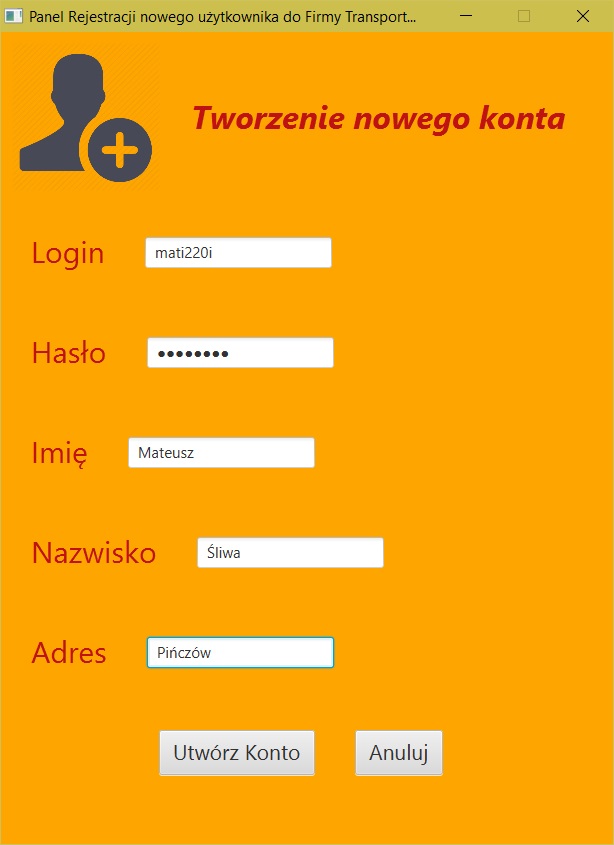 Panel Rejestracji nowego użytkownika do Firmy Transport...
Tworzenie nowego konta
Login mati220i
Hasło ••••••••
Imię Mateusz
Nazwisko Śliwa
Adres Pińczów
Utwórz Konto Anuluj